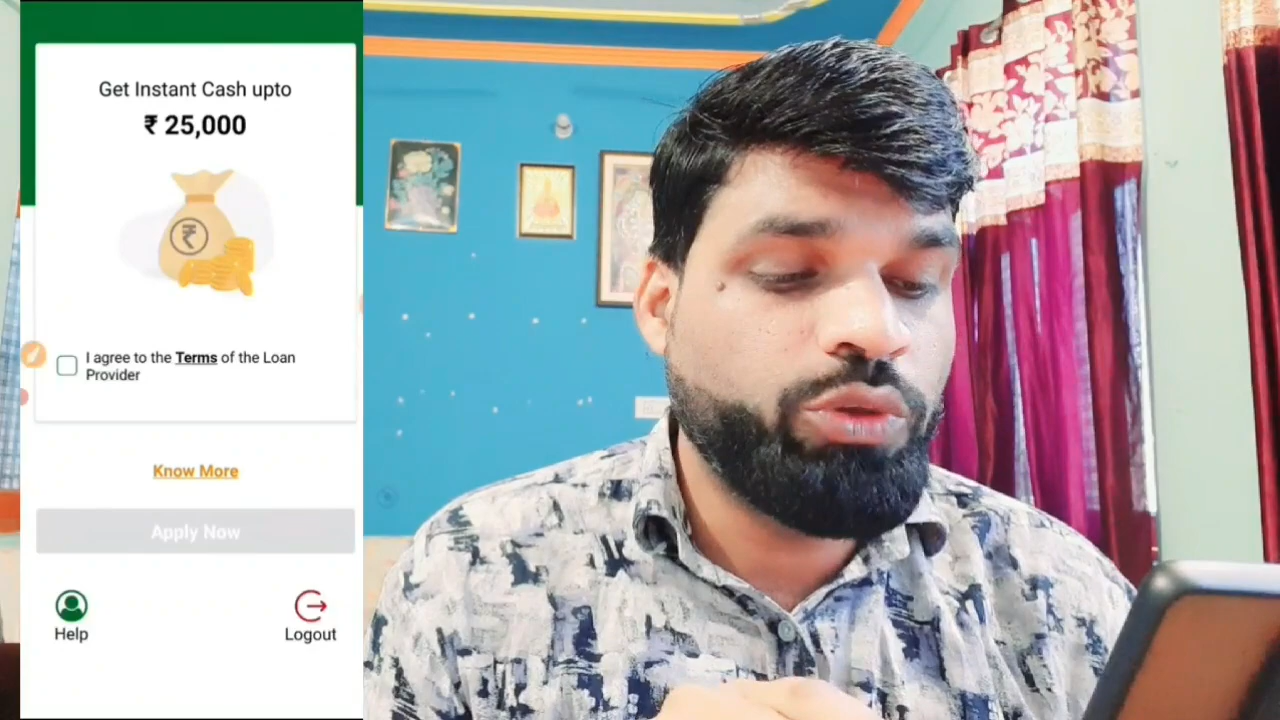 Get Instant Cash upto
₹ 25,000
₹
I agree to the Terms of the Loan
Provider
Know More
Apply Now
Help
Logout